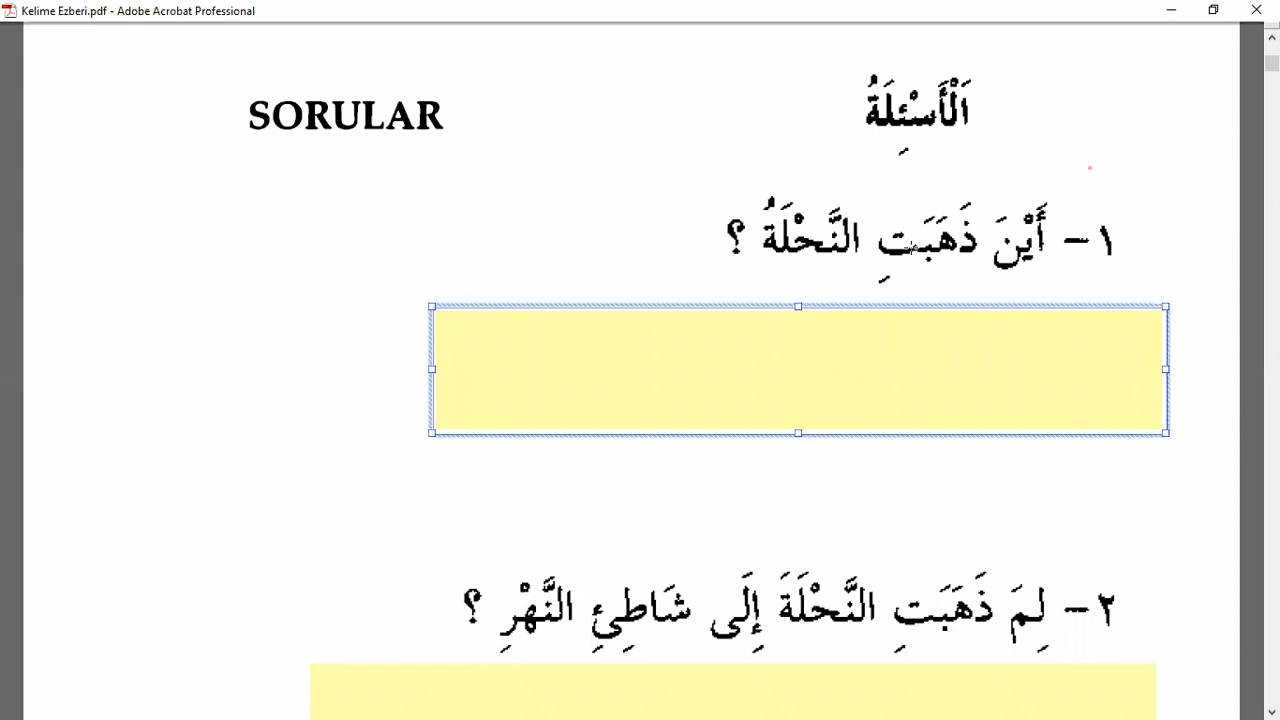 Kelime Ezberi.pdf - Adobe Acrobat Professional
SORULAR اَلْأَسْئِلَةُ
١- أَيْنَ ذَهَبَتِ النَّحْلَةُ ؟
٢- لِمَ ذَهَبَتِ النَّحْلَةَ إِلَى شَاطِئِ النَّهْرِ ؟